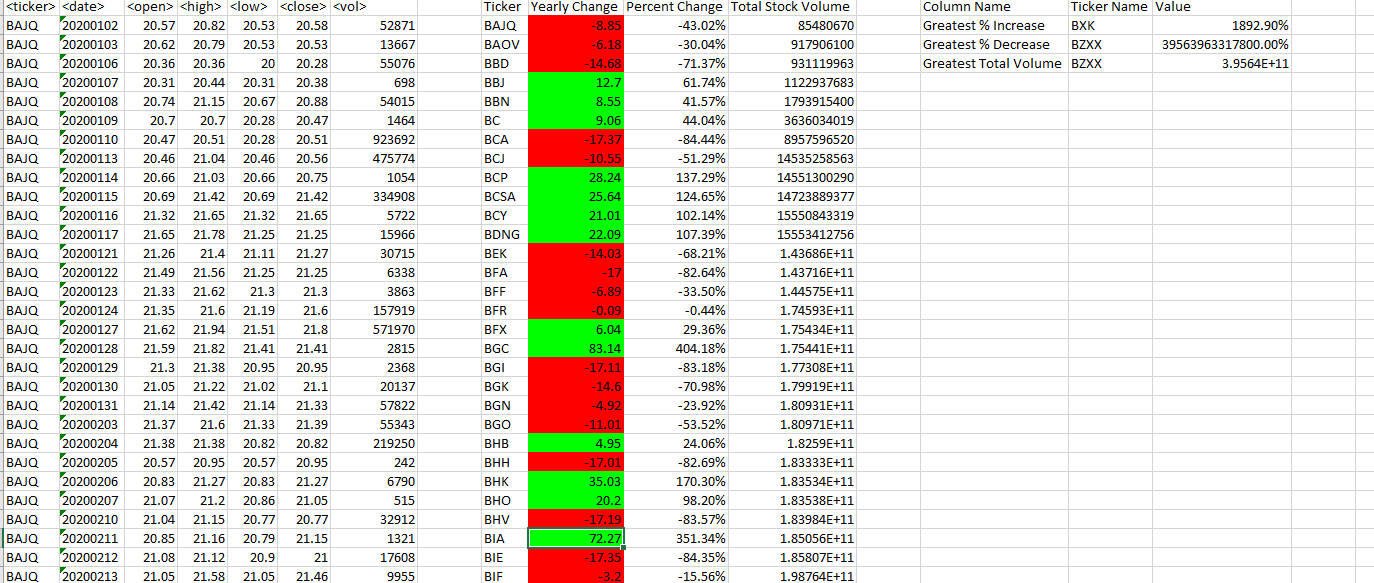 <ticker> <date> <open> <high> <low> <close> <vol> Ticker Yearly Change Percent Change Total Stock Volume Column Name Ticker Name Value
BAJQ 20200102 20.57 20.82 20.53 20.58 52871 BAJQ -8.85 -43.02% 85480670 Greatest % Increase BXK 1892.90%
BAJQ 20200103 20.62 20.79 20.53 20.53 13667 BAOV -6.18 -30.04% 917906100 Greatest % Decrease BZXX 39563963317800.00%
BAJQ 20200106 20.36 20.36 20 20.28 55076 BBD -14.68 -71.37% 931119963 Greatest Total Volume BZXX 3.9564E+11
BAJQ 20200107 20.31 20.44 20.31 20.38 698 BBJ 12.7 61.74% 1122937683
BAJQ 20200108 20.74 21.15 20.67 20.88 54015 BBN 8.55 41.57% 1793915400
BAJQ 20200109 20.7 20.7 20.28 20.47 1464 BC 9.06 44.04% 3636034019
BAJQ 20200110 20.47 20.51 20.28 20.51 923692 BCA -17.37 -84.44% 8957596520
BAJQ 20200113 20.46 21.04 20.46 20.56 475774 BCJ -10.55 -51.29% 14535258563
BAJQ 20200114 20.66 21.03 20.66 20.75 1054 BCP 28.24 137.29% 14551300290
BAJQ 20200115 20.69 21.42 20.69 21.42 334908 BCSA 25.64 124.65% 14723889377
BAJQ 20200116 21.32 21.65 21.32 21.65 5722 BCY 21.01 102.14% 15550843319
BAJQ 20200117 21.65 21.78 21.25 21.25 15966 BDNG 22.09 107.39% 15553412756
BAJQ 20200121 21.26 21.4 21.11 21.27 30715 BEK -14.03 -68.21% 1.43686E+11
BAJQ 20200122 21.49 21.56 21.25 21.25 6338 BFA -17 -82.64% 1.43716E+11
BAJQ 20200123 21.33 21.62 21.3 21.3 3863 BFF -6.89 -33.50% 1.44575E+11
BAJQ 20200124 21.35 21.6 21.19 21.6 157919 BFR -0.09 -0.44% 1.74593E+11
BAJQ 20200127 21.62 21.94 21.51 21.8 571970 BFX 6.04 29.36% 1.75434E+11
BAJQ 20200128 21.59 21.82 21.41 21.41 2815 BGC 83.14 404.18% 1.75441E+11
BAJQ 20200129 21.3 21.38 20.95 20.95 2368 BGI -17.11 -83.18% 1.77308E+11
BAJQ 20200130 21.05 21.22 21.02 21.1 20137 BGK -14.6 -70.98% 1.79919E+11
BAJQ 20200131 21.14 21.42 21.14 21.33 57822 BGN -4.92 -23.92% 1.80931E+11
BAJQ 20200203 21.37 21.6 21.33 21.39 55343 BGO -11.01 -53.52% 1.80971E+11
BAJQ 20200204 21.38 21.38 20.82 20.82 219250 BHB 4.95 24.06% 1.8259E+11
BAJQ 20200205 20.57 20.95 20.57 20.95 242 BHH -17.01 -82.69% 1.83333E+11
BAJQ 20200206 20.83 21.27 20.83 21.27 6790 BHK 35.03 170.30% 1.83534E+11
BAJQ 20200207 21.07 21.2 20.86 21.05 515 BHO 20.2 98.20% 1.83538E+11
BAJQ 20200210 21.04 21.15 20.77 20.77 32912 BHV -17.19 -83.57% 1.83984E+11
BAJQ 20200211 20.85 21.16 20.79 21.15 1321 BIA 72.27 351.34% 1.85056E+11
BAJQ 20200212 21.08 21.12 20.9 21 17608 BIE -17.35 -84.35% 1.85807E+11
BAJQ 20200213 21.05 21.58 21.05 21.46 9955 BIF -3.2 -15.56% 1.98764E+11